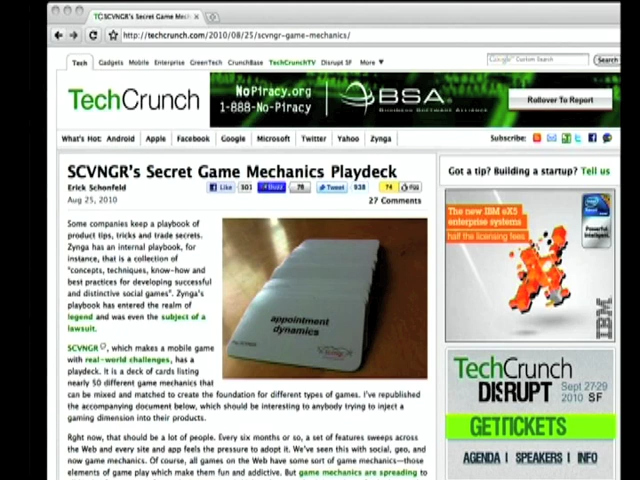 TC SCVNGR's Secret Game Mech
http://techcrunch.com/2010/08/25/scvngr-game-mechanics/
Tech Gadgets Mobile Enterprise GreenTech CrunchBase TechCrunchTV Disrupt SF More ▼
Google Custom Search
Search
TechCrunch
NoPiracy.org
1-888-No-Piracy
BSA
BUSINESS SOFTWARE ALLIANCE
Rollover To Report
What's Hot: Android Apple Facebook Google Microsoft Twitter Yahoo Zynga
Subscribe:
SCVNGR's Secret Game Mechanics Playdeck
Erick Schonfeld
Like 501 Buzz 76 Tweet 938 74
Aug 25, 2010
27 Comments
Some companies keep a playbook of
product tips, tricks and trade secrets.
Zynga has an internal playbook, for
instance, that is a collection of
"concepts, techniques, know-how and
best practices for developing successful
and distinctive social games". Zynga's
playbook has entered the realm of
legend and was even the subject of a
lawsuit.
appointment
dynamics
SCVNGR, which makes a mobile game
with real-world challenges, has a
playdeck. It is a deck of cards listing
nearly 50 different game mechanics that
can be mixed and matched to create the foundation for different types of games. I've republished
the accompanying document below, which should be interesting to anybody trying to inject a
gaming dimension into their products.
Right now, that should be a lot of people. Every six months or so, a set of features sweeps across
the Web and every site and app feels the pressure to adopt it. We've seen this with social, geo, and
now game mechanics. Of course, all games on the Web have some sort of game mechanics—those
elements of game play which make them fun and addictive. But game mechanics are spreading to
Got a tip? Building a startup? Tell us
The new IBM eX5
enterprise systems
half the licensing fees
Powerful.
Intelligent.
IBM
TechCrunch
DISRUPT
Sept 27-29
2010 SF
GET TICKETS
AGENDA | SPEAKERS | INFO